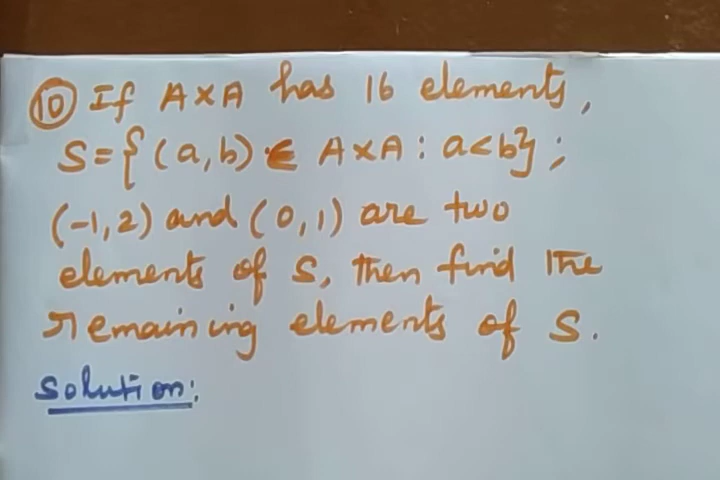 10 If A×A has 16 elements,
S={(a,b) ∈ A×A : a<b} ;
(-1,2) and (0,1) are two
elements of S, Then find The
remaining elements of S.
Solution: